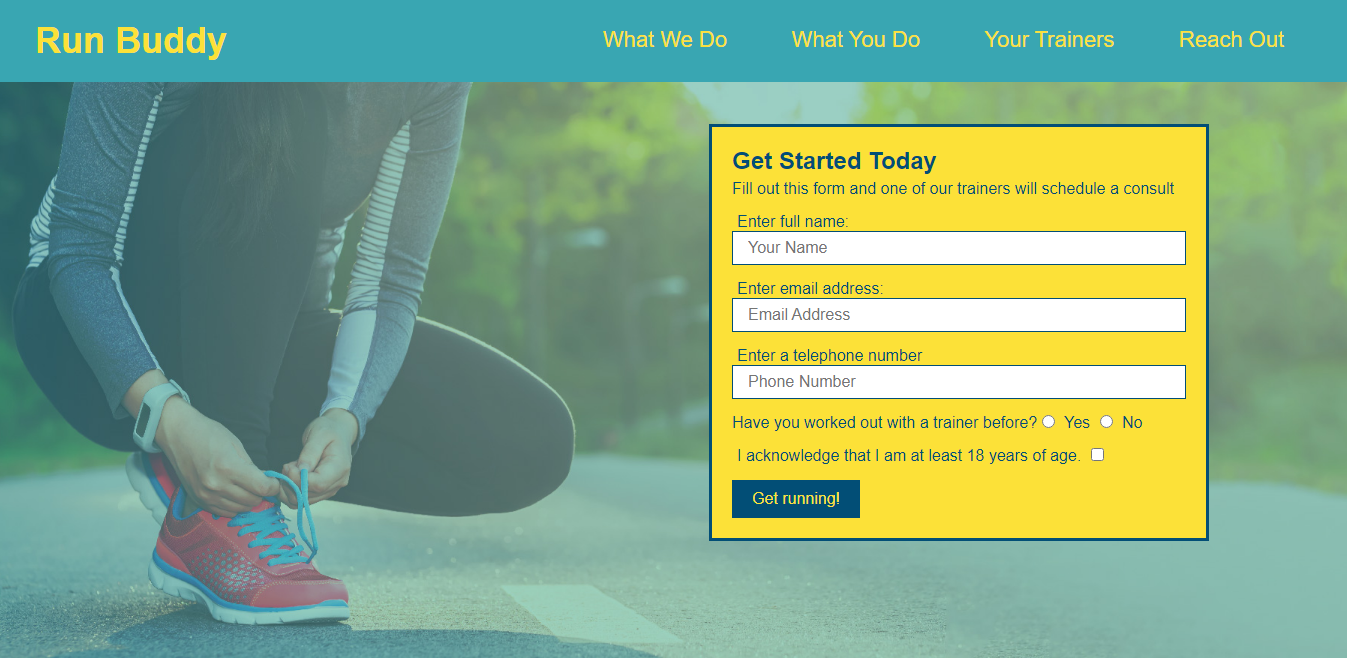 Run Buddy
What We Do
What You Do
Your Trainers
Reach Out
Get Started Today
Fill out this form and one of our trainers will schedule a consult
Enter full name:
Your Name
Enter email address:
Email Address
Enter a telephone number
Phone Number
Have you worked out with a trainer before? Yes No
I acknowledge that I am at least 18 years of age.
Get running!